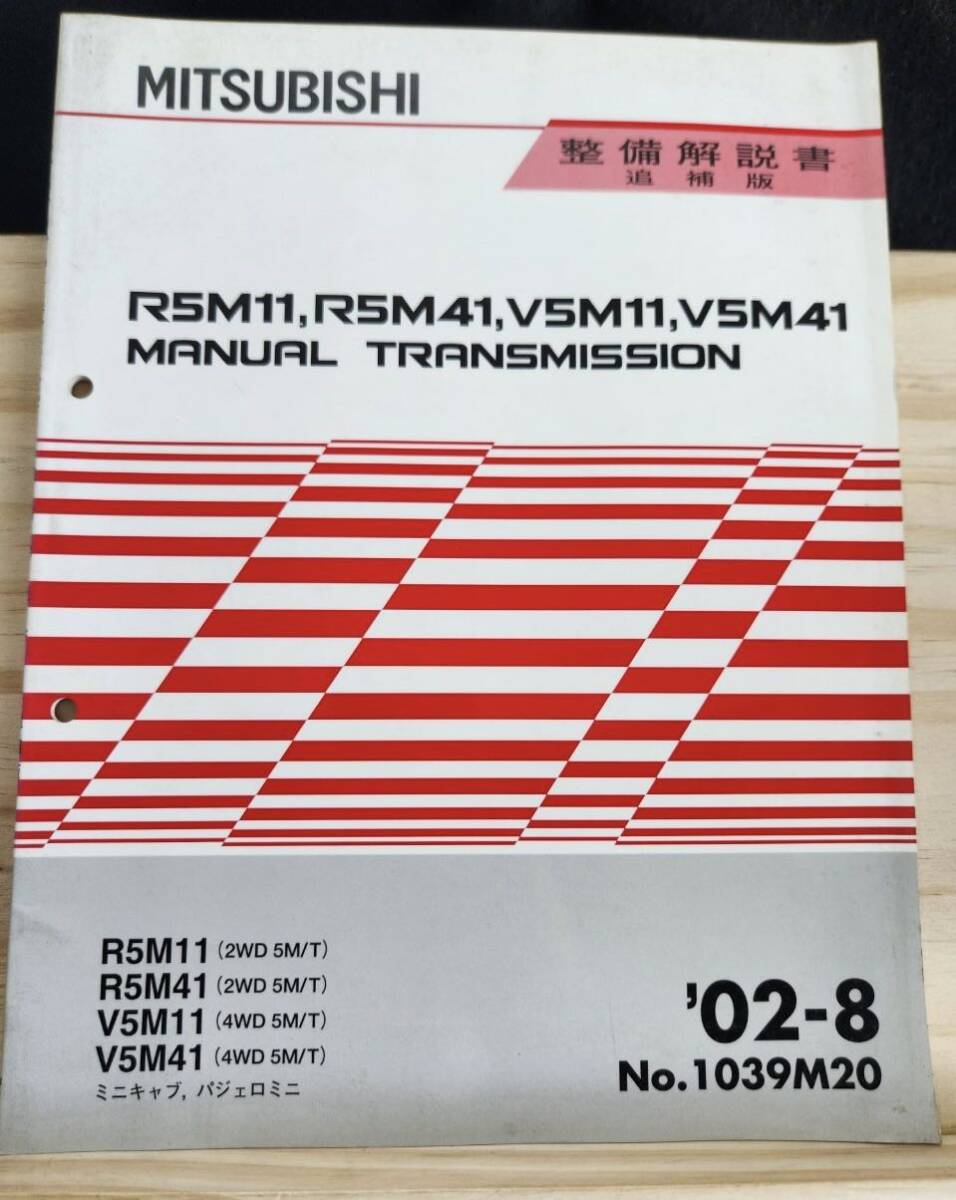 MITSUBISHI
整備解説書
追補版
R5M11, R5M41, V5M11, V5M41
MANUAL TRANSMISSION
R5M11 (2WD 5M/T)
R5M41 (2WD 5M/T)
V5M11 (4WD 5M/T)
V5M41 (4WD 5M/T)
ミニキャブ, パジェロミニ
'02-8
No.1039M20